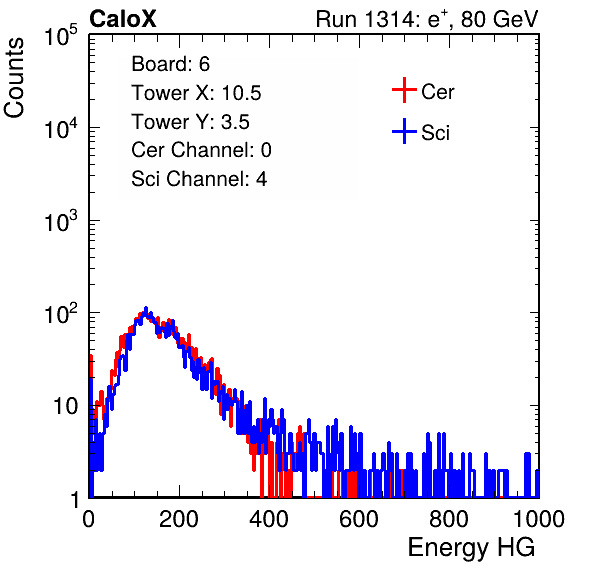 CaloX Run 1314: e⁺, 80 GeV
Counts
10⁵
10⁴
10³
10²
10
1
Board: 6
Tower X: 10.5
Tower Y: 3.5
Cer Channel: 0
Sci Channel: 4
Cer
Sci
0 200 400 600 800 1000
Energy HG